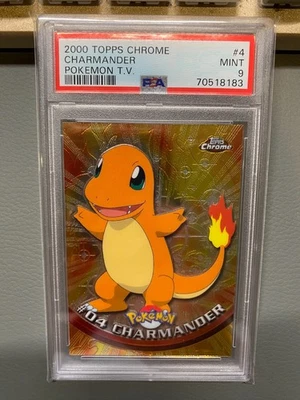 2000 TOPPS CHROME #4
CHARMANDER MINT
POKEMON T.V. 9
PSA 70518183
Topps
Chrome
Pokémon
#04 CHARMANDER